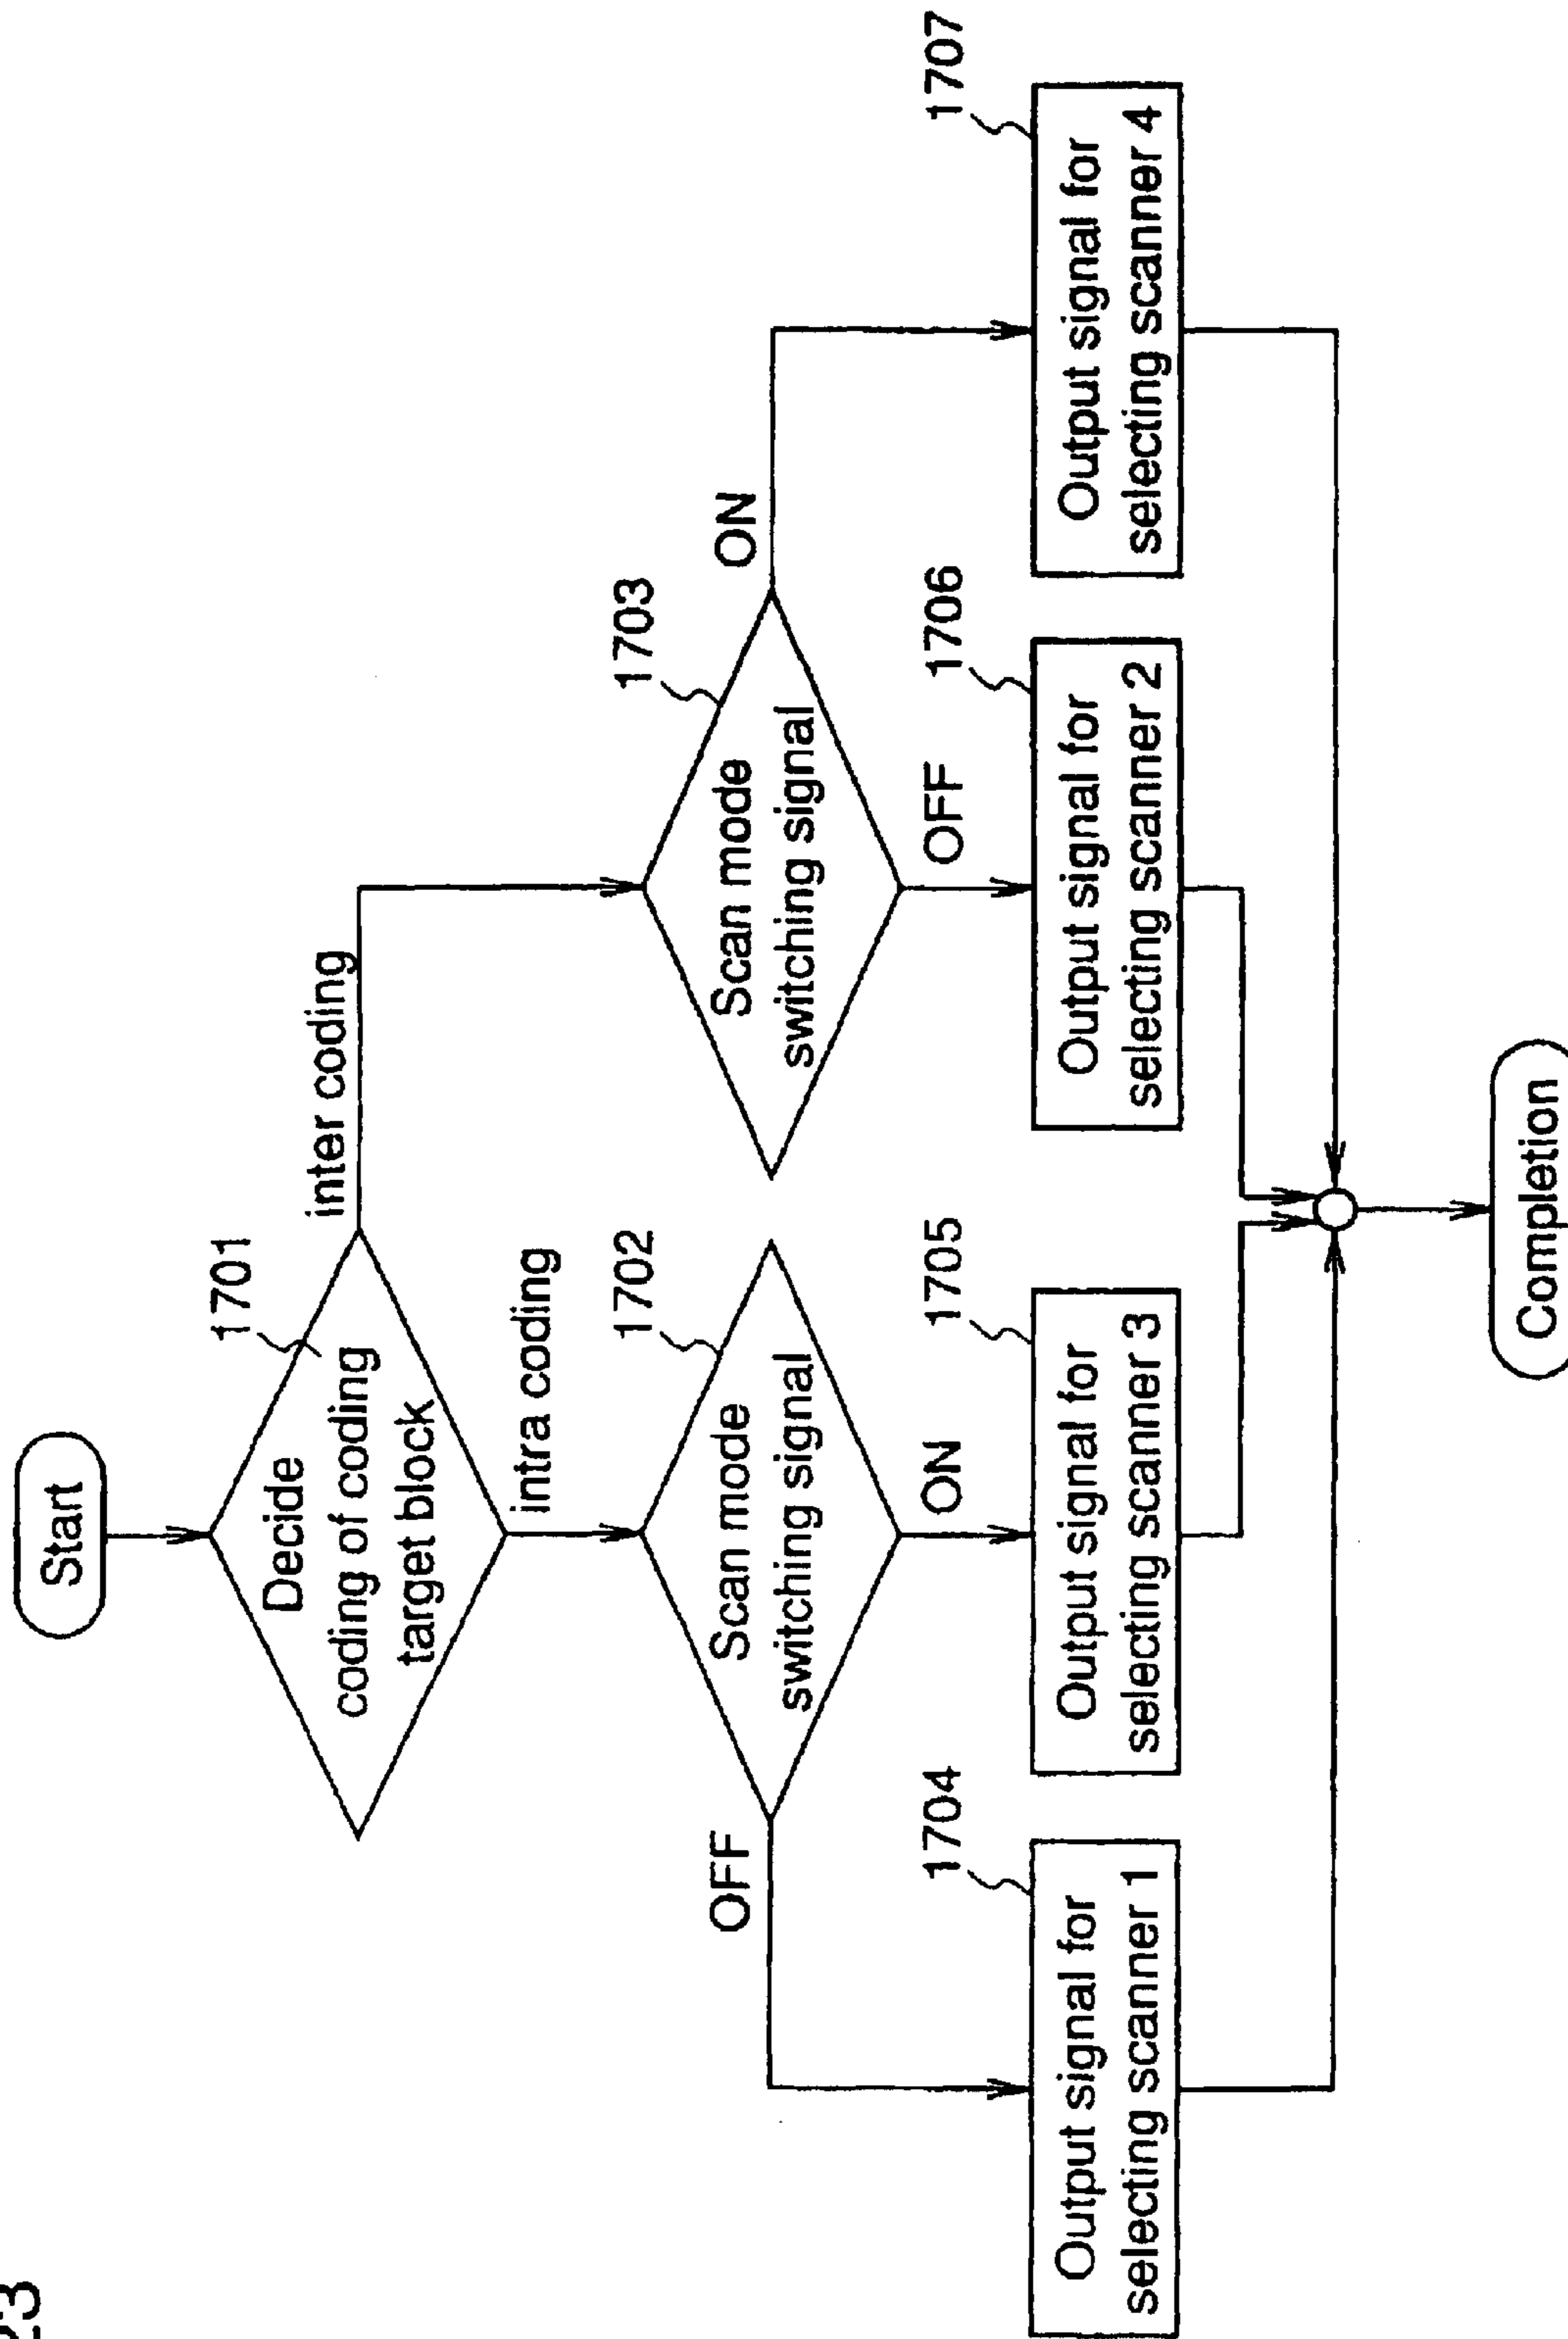 23
Start
1701
Decide
coding of coding
target block
inter coding
intra coding
1702
Scan mode
switching signal
OFF
ON
1703
Scan mode
switching signal
ON
OFF
1704
Output signal for
selecting scanner 1
1705
Output signal for
selecting scanner 3
1706
Output signal for
selecting scanner 2
1707
Output signal for
selecting scanner 4
Completion